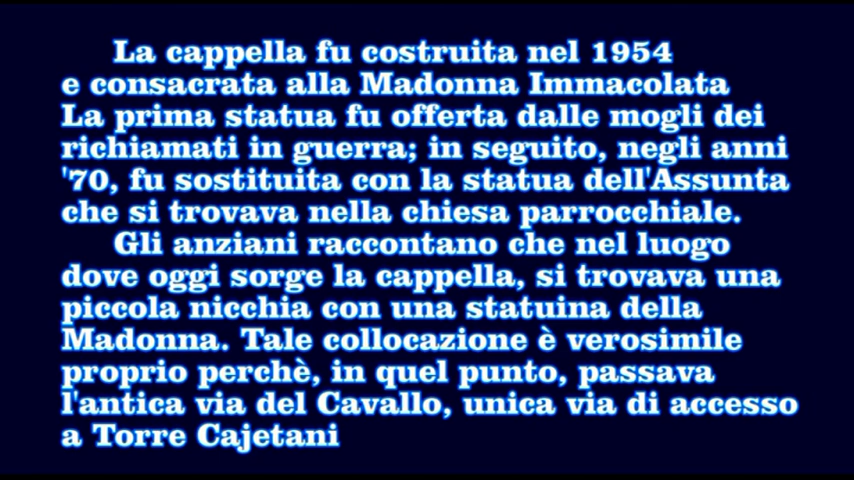 La cappella fu costruita nel 1954
e consacrata alla Madonna Immacolata
La prima statua fu offerta dalle mogli dei
richiamati in guerra; in seguito, negli anni
'70, fu sostituita con la statua dell'Assunta
che si trovava nella chiesa parrocchiale.
Gli anziani raccontano che nel luogo
dove oggi sorge la cappella, si trovava una
piccola nicchia con una statuina della
Madonna. Tale collocazione è verosimile
proprio perchè, in quel punto, passava
l'antica via del Cavallo, unica via di accesso
a Torre Cajetani